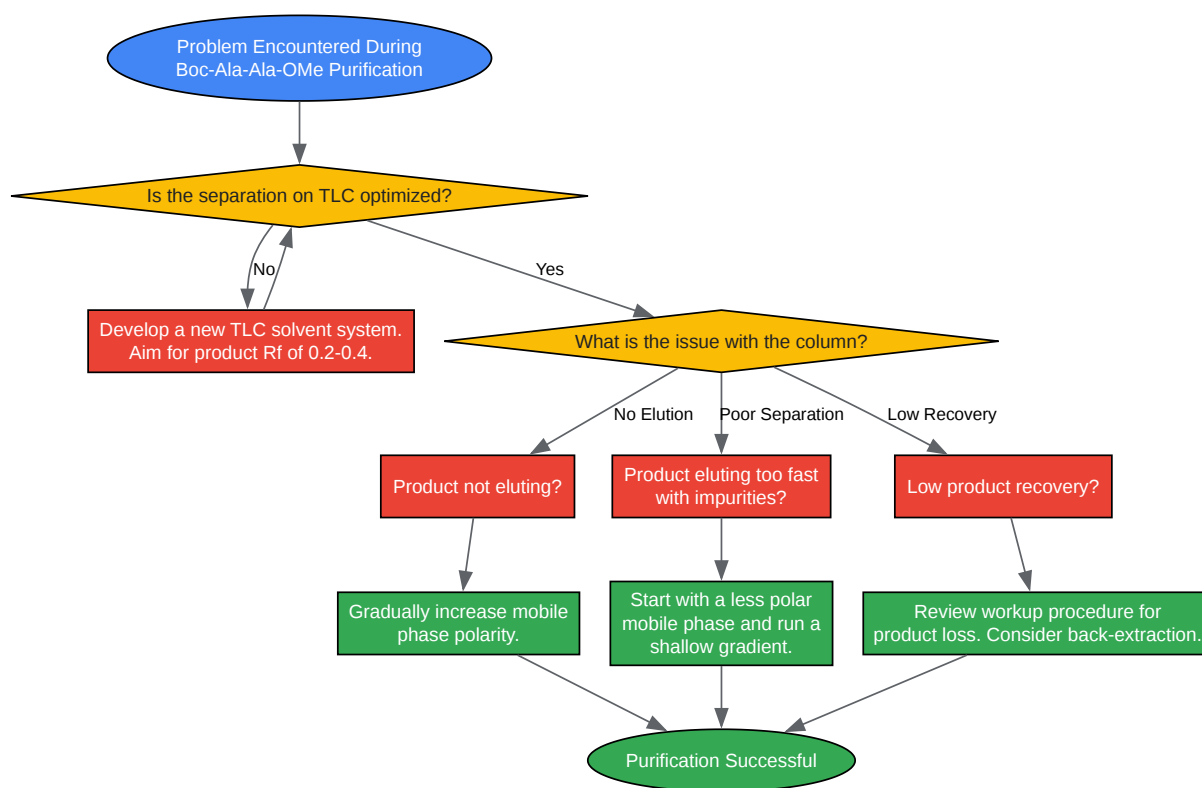 Problem Encountered During
Boc-Ala-Ala-OMe Purification
Is the separation on TLC optimized?
No
Yes
Develop a new TLC solvent system.
Aim for product Rf of 0.2-0.4.
What is the issue with the column?
No Elution
Poor Separation
Low Recovery
Product not eluting?
Product eluting too fast
with impurities?
Low product recovery?
Gradually increase mobile
phase polarity.
Start with a less polar
mobile phase and run a
shallow gradient.
Review workup procedure for
product loss. Consider back-extraction.
Purification Successful